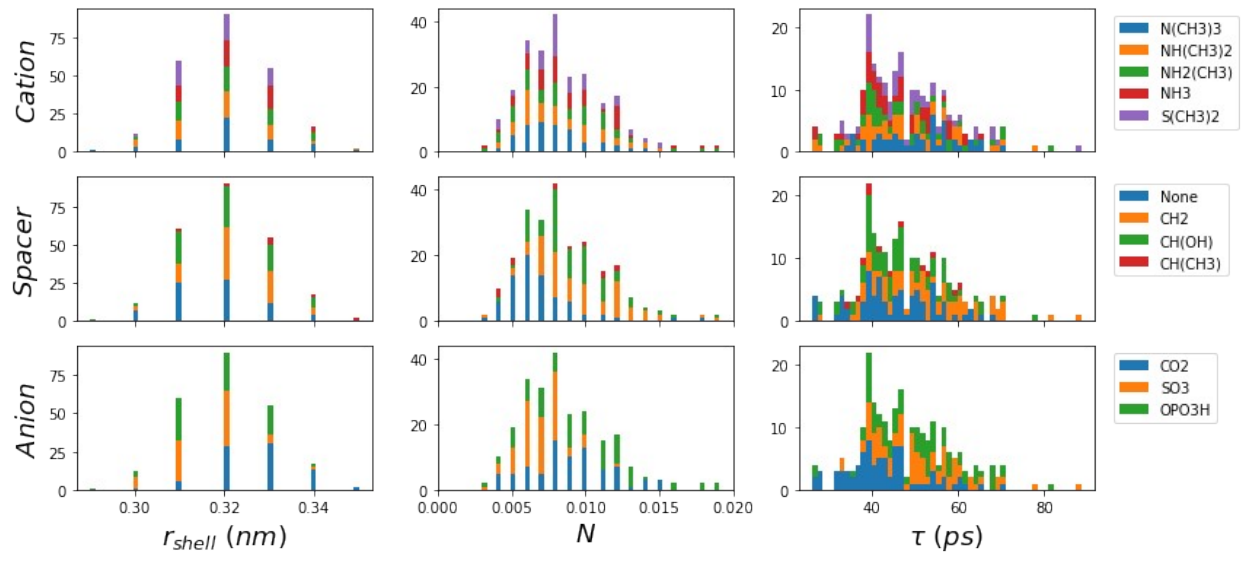 Cation
75
50
25
0
40
20
0
20
10
0
N(CH3)3
NH(CH3)2
NH2(CH3)
NH3
S(CH3)2
Spacer
75
50
25
0
40
20
0
20
10
0
None
CH2
CH(OH)
CH(CH3)
Anion
75
50
25
0
40
20
0
20
10
0
CO2
SO3
OPO3H
0.30 0.32 0.34
0.000 0.005 0.010 0.015 0.020
40 60 80
r_shell (nm)
N
τ (ps)